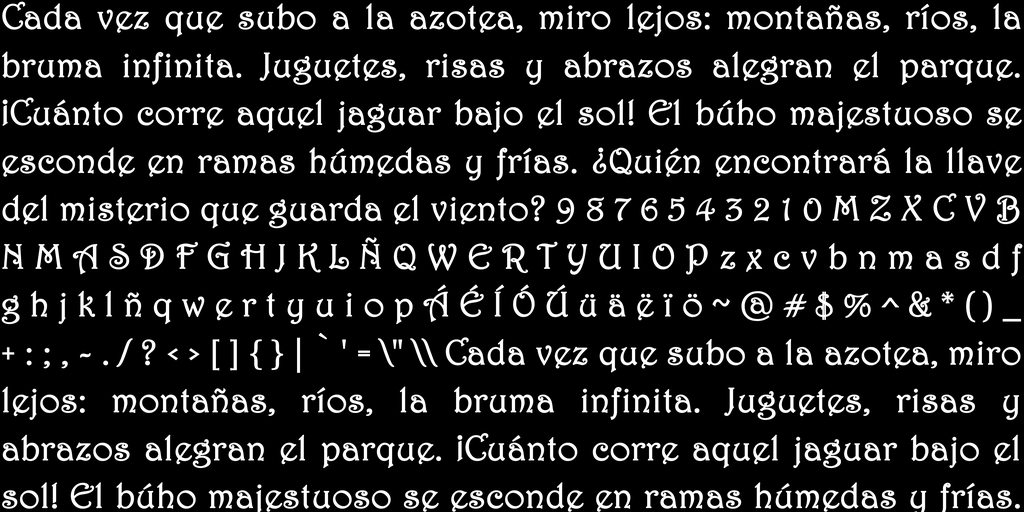 Cada vez que subo a la azotea, miro lejos: montañas, ríos, la
bruma infinita. Juguetes, risas y abrazos alegran el parque.
¡Cuánto corre aquel jaguar bajo el sol! El búho majestuoso se
esconde en ramas húmedas y frías. ¿Quién encontrará la llave
del misterio que guarda el viento? 9 8 7 6 5 4 3 2 1 0 M Z X C V B
N M A S D F G H J K L Ñ Q W E R T Y U I O P z x c v b n m a s d f
g h j k l ñ q w e r t y u i o p Á É Í Ó Ú ü ä ë ï ö ~ @ # $ % ^ & * ( ) _
+ : ; , - . / ? < > [ ] { } | ` ' = \" \\ Cada vez que subo a la azotea, miro
lejos: montañas, ríos, la bruma infinita. Juguetes, risas y
abrazos alegran el parque. ¡Cuánto corre aquel jaguar bajo el
sol! El búho majestuoso se esconde en ramas húmedas y frías.